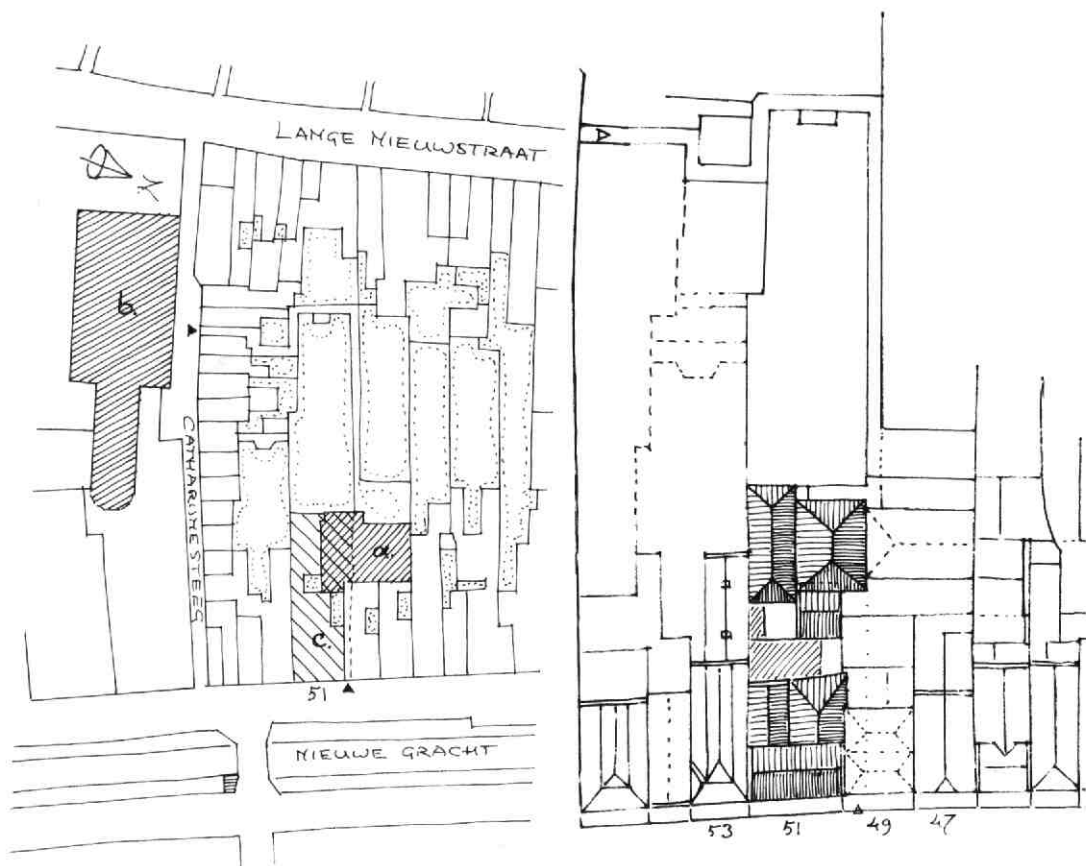 LANGE NIEUWSTRAAT
b.
CATHARIJNESTEEG
a.
c.
51
NIEUWE GRACHT
53
51
49
47